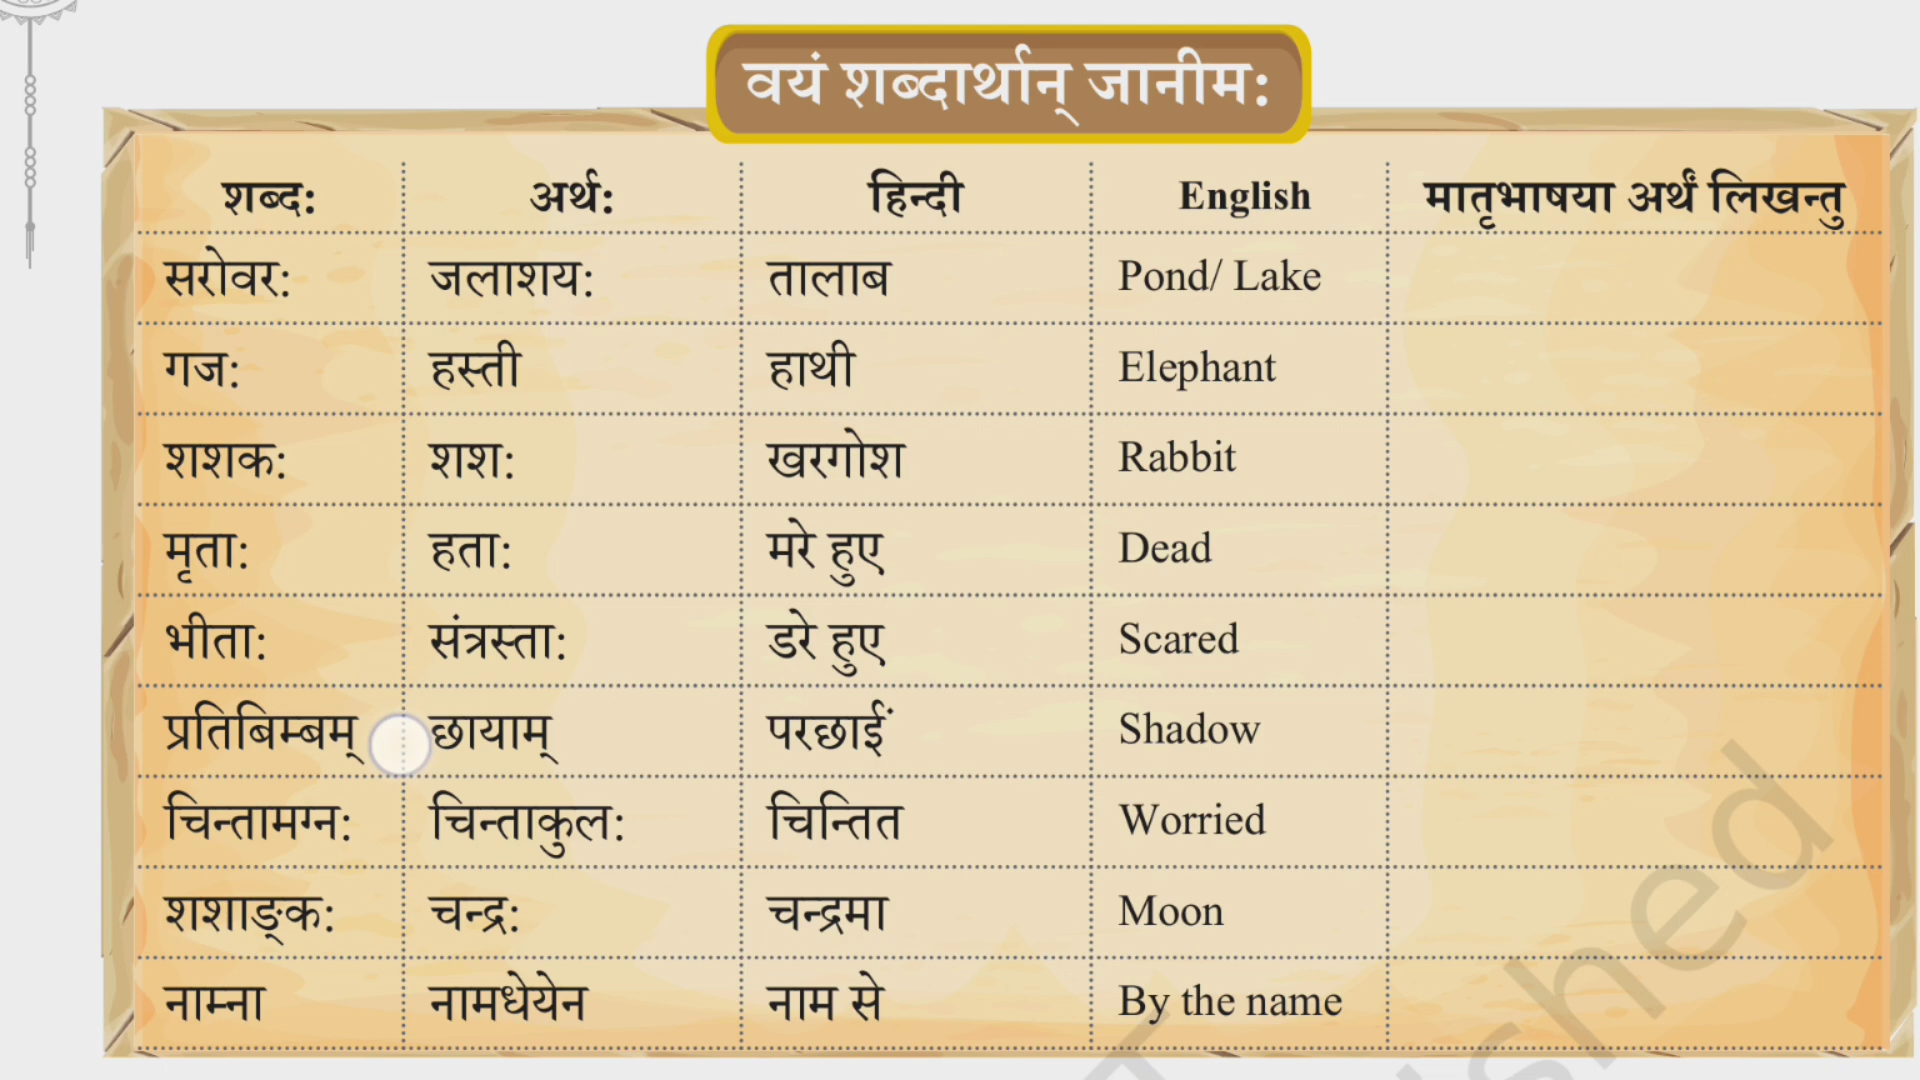 वयं शब्दार्थान् जानीमः
शब्दः अर्थः हिन्दी English मातृभाषया अर्थं लिखन्तु
सरोवरः जलाशयः तालाब Pond/ Lake
गजः हस्ती हाथी Elephant
शशकः शशः खरगोश Rabbit
मृताः हताः मरे हुए Dead
भीताः संत्रस्ताः डरे हुए Scared
प्रतिबिम्बम् छायाम् परछाईं Shadow
चिन्तामग्नः चिन्ताकुलः चिन्तित Worried
शशाङ्कः चन्द्रः चन्द्रमा Moon
नाम्ना नामधेयेन नाम से By the name